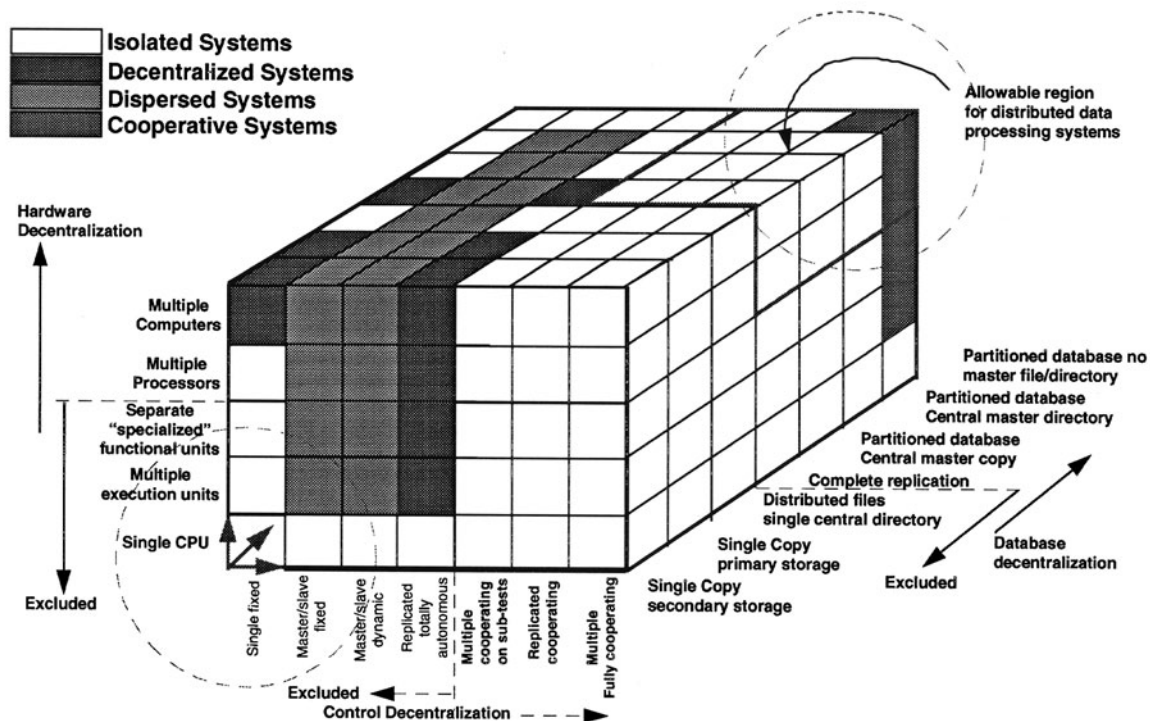 Isolated Systems
Decentralized Systems
Dispersed Systems
Cooperative Systems
Allowable region
for distributed data
processing systems
Hardware
Decentralization
Multiple
Computers
Multiple
Processors
Separate
“specialized”
functional units
Multiple
execution units
Single CPU
Excluded
Single fixed
Master/slave
fixed
Master/slave
dynamic
Replicated
totally
autonomous
Multiple
cooperating
on sub-tests
Replicated
cooperating
Multiple
Fully cooperating
Excluded
Control Decentralization
Partitioned database no
master file/directory
Partitioned database
Central master directory
Partitioned database
Central master copy
Complete replication
Distributed files
single central directory
Single Copy
primary storage
Single Copy
secondary storage
Database
decentralization
Excluded